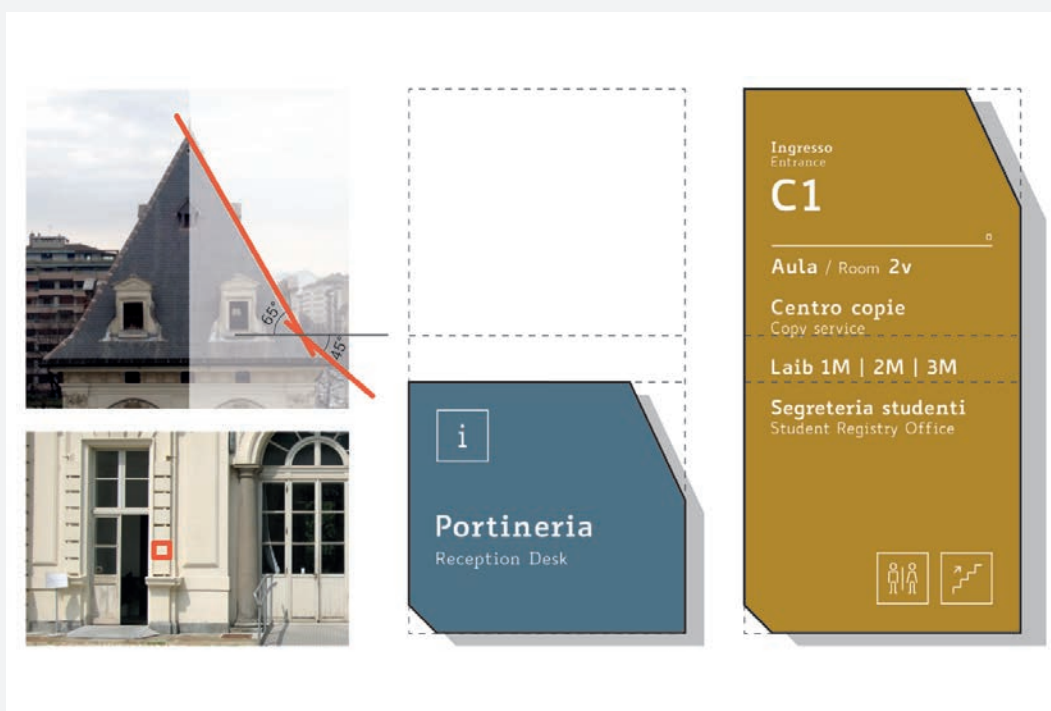 65°
45°
i
Portineria
Reception Desk
Ingresso
Entrance
C1
Aula / Room 2v
Centro copie
Copy service
Laib 1M | 2M | 3M
Segreteria studenti
Student Registry Office